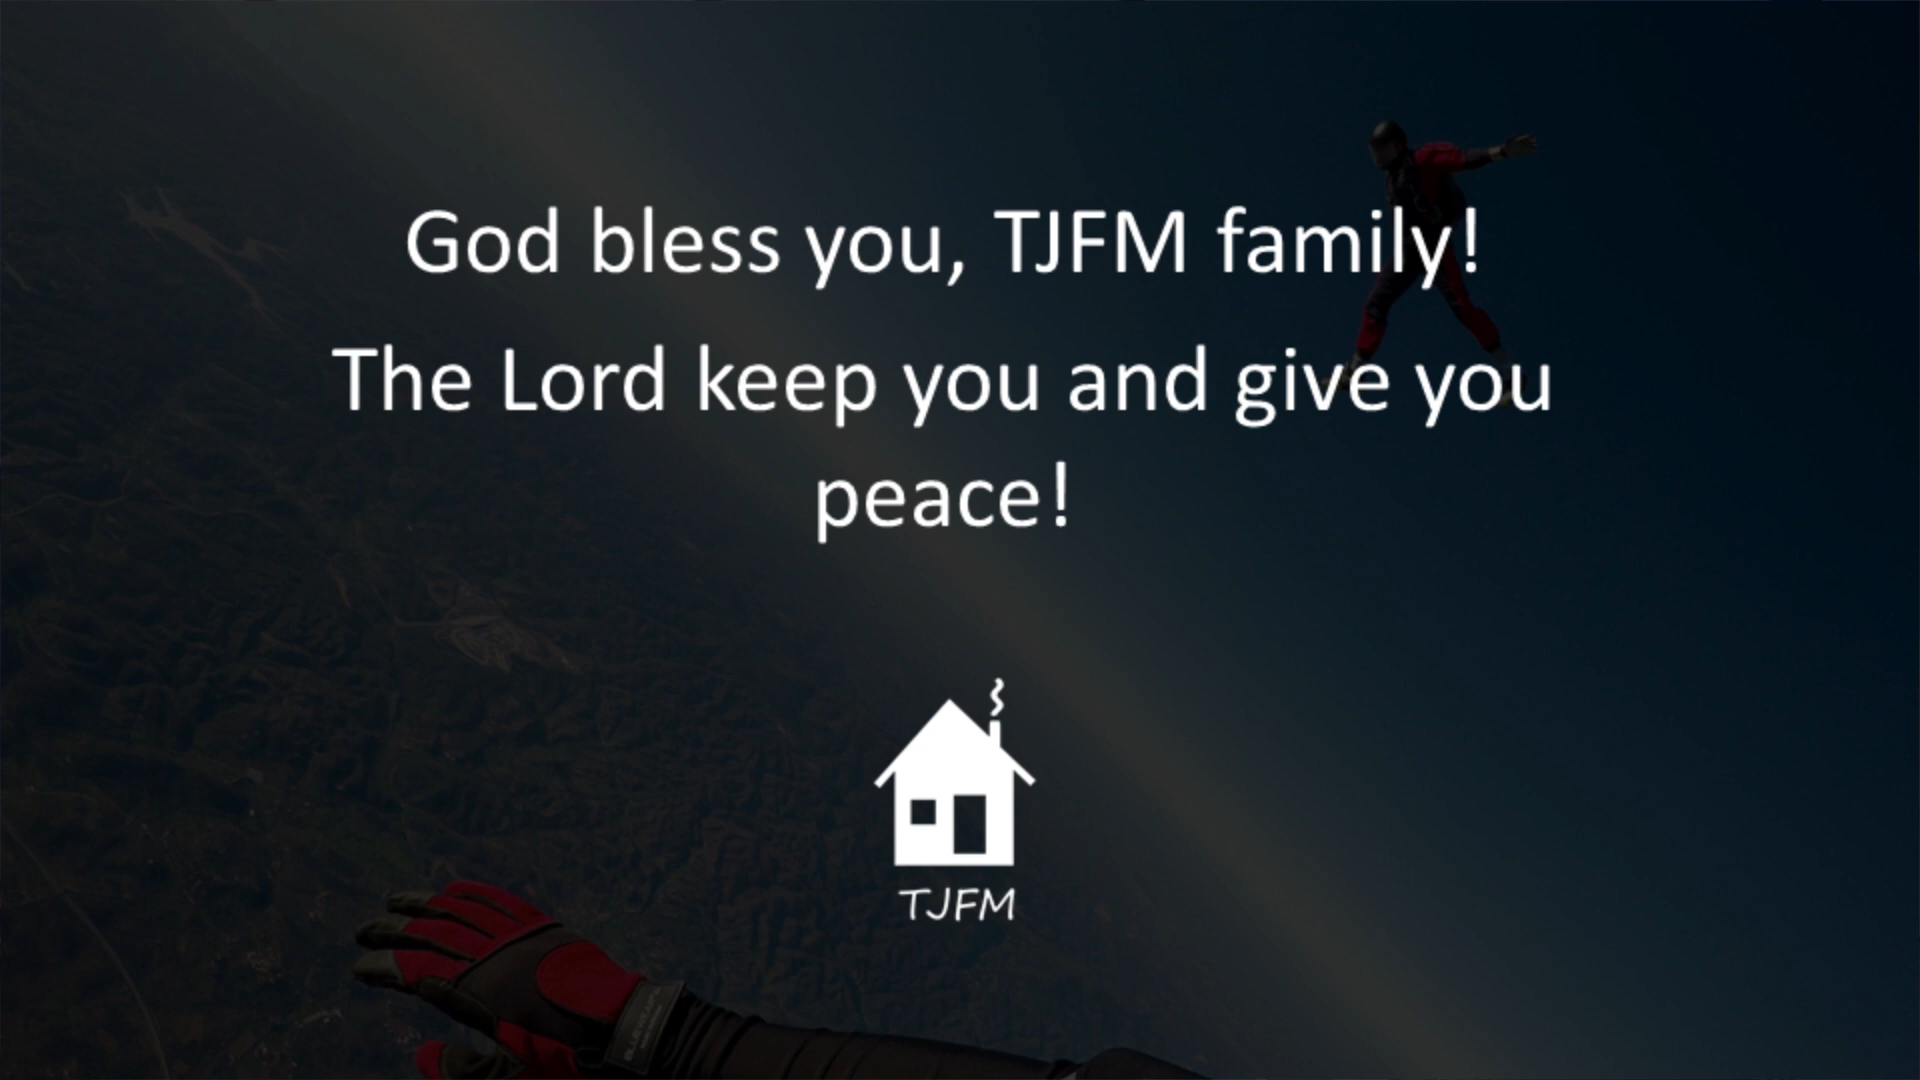 God bless you, TJFM family!
The Lord keep you and give you
peace!
TJFM